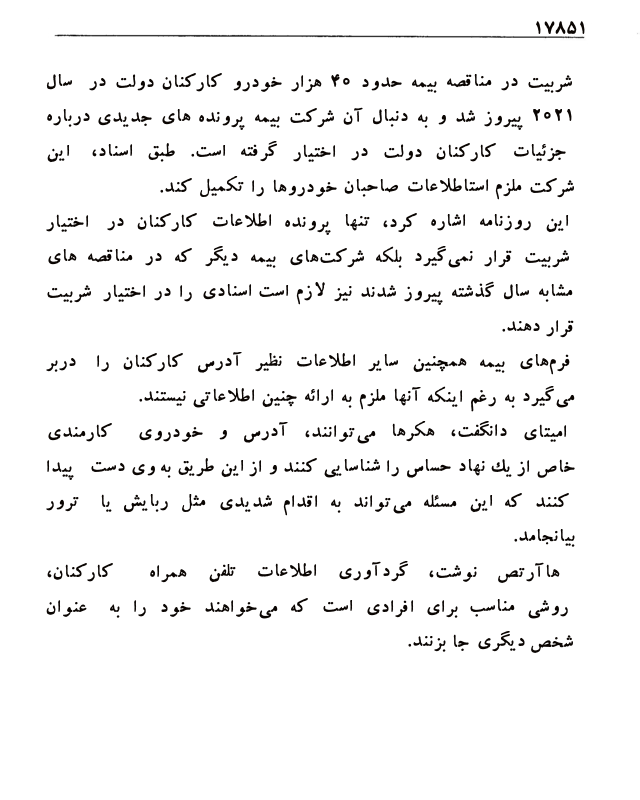 ۱۷۸۵۱
شربیت در مناقصه بیمه حدود ۴۰ هزار خودرو کارکنان دولت در سال
۲۰۲۱ پیروز شد و به دنبال آن شرکت بیمه پرونده های جدیدی درباره
جزئیات کارکنان دولت در اختیار گرفته است. طبق اسناد، این
شرکت ملزم استاطلاعات صاحبان خودروها را تکمیل کند.
این روزنامه اشاره کرد، تنها پرونده اطلاعات کارکنان در اختیار
شربیت قرار نمی‌گیرد بلکه شرکت‌های بیمه دیگر که در مناقصه های
مشابه سال گذشته پیروز شدند نیز لازم است اسنادی را در اختیار شربیت
قرار دهند.
فرم‌های بیمه همچنین سایر اطلاعات نظیر آدرس کارکنان را دربر
می‌گیرد به رغم اینکه آنها ملزم به ارائه چنین اطلاعاتی نیستند.
امیتای دانگفت، هکرها می‌توانند، آدرس و خودروی کارمندی
خاص از یك نهاد حساس را شناسایی کنند و از این طریق به وی دست پیدا
کنند که این مسئله می‌تواند به اقدام شدیدی مثل ربایش یا ترور
بیانجامد.
هاآرتص نوشت، گردآوری اطلاعات تلفن همراه کارکنان،
روشی مناسب برای افرادی است که می‌خواهند خود را به عنوان
شخص دیگری جا بزنند.